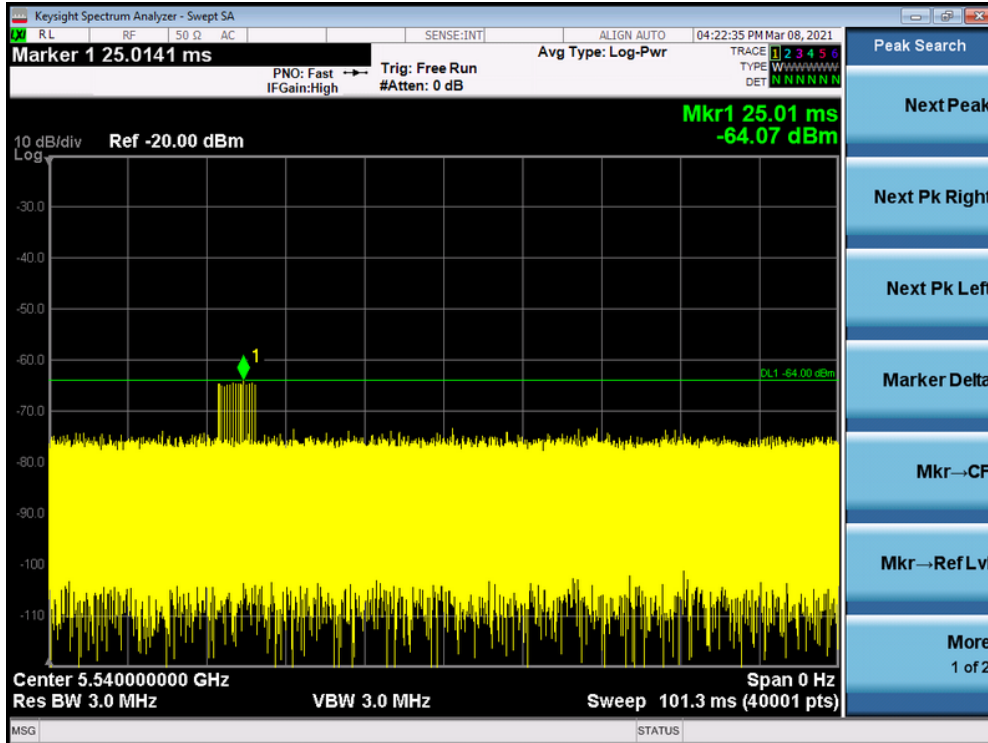 Keysight Spectrum Analyzer - Swept SA
LXI RL RF 50 Ω AC SENSE:INT ALIGN AUTO 04:22:35 PM Mar 08, 2021
Marker 1 25.0141 ms
PNO: Fast
IFGain:High
Trig: Free Run
#Atten: 0 dB
Avg Type: Log-Pwr
TRACE 1 2 3 4 5 6
TYPE WWWWWW
DET N N N N N N
Peak Search
Mkr1 25.01 ms
-64.07 dBm
10 dB/div Ref -20.00 dBm
Log
-30.0
-40.0
-50.0
-60.0
1
DL1 -64.00 dBm
-70.0
-80.0
-90.0
-100
-110
Center 5.540000000 GHz Span 0 Hz
Res BW 3.0 MHz VBW 3.0 MHz Sweep 101.3 ms (40001 pts)
Next Peak
Next Pk Right
Next Pk Left
Marker Delta
Mkr→CF
Mkr→Ref Lvl
More
1 of 2
MSG STATUS